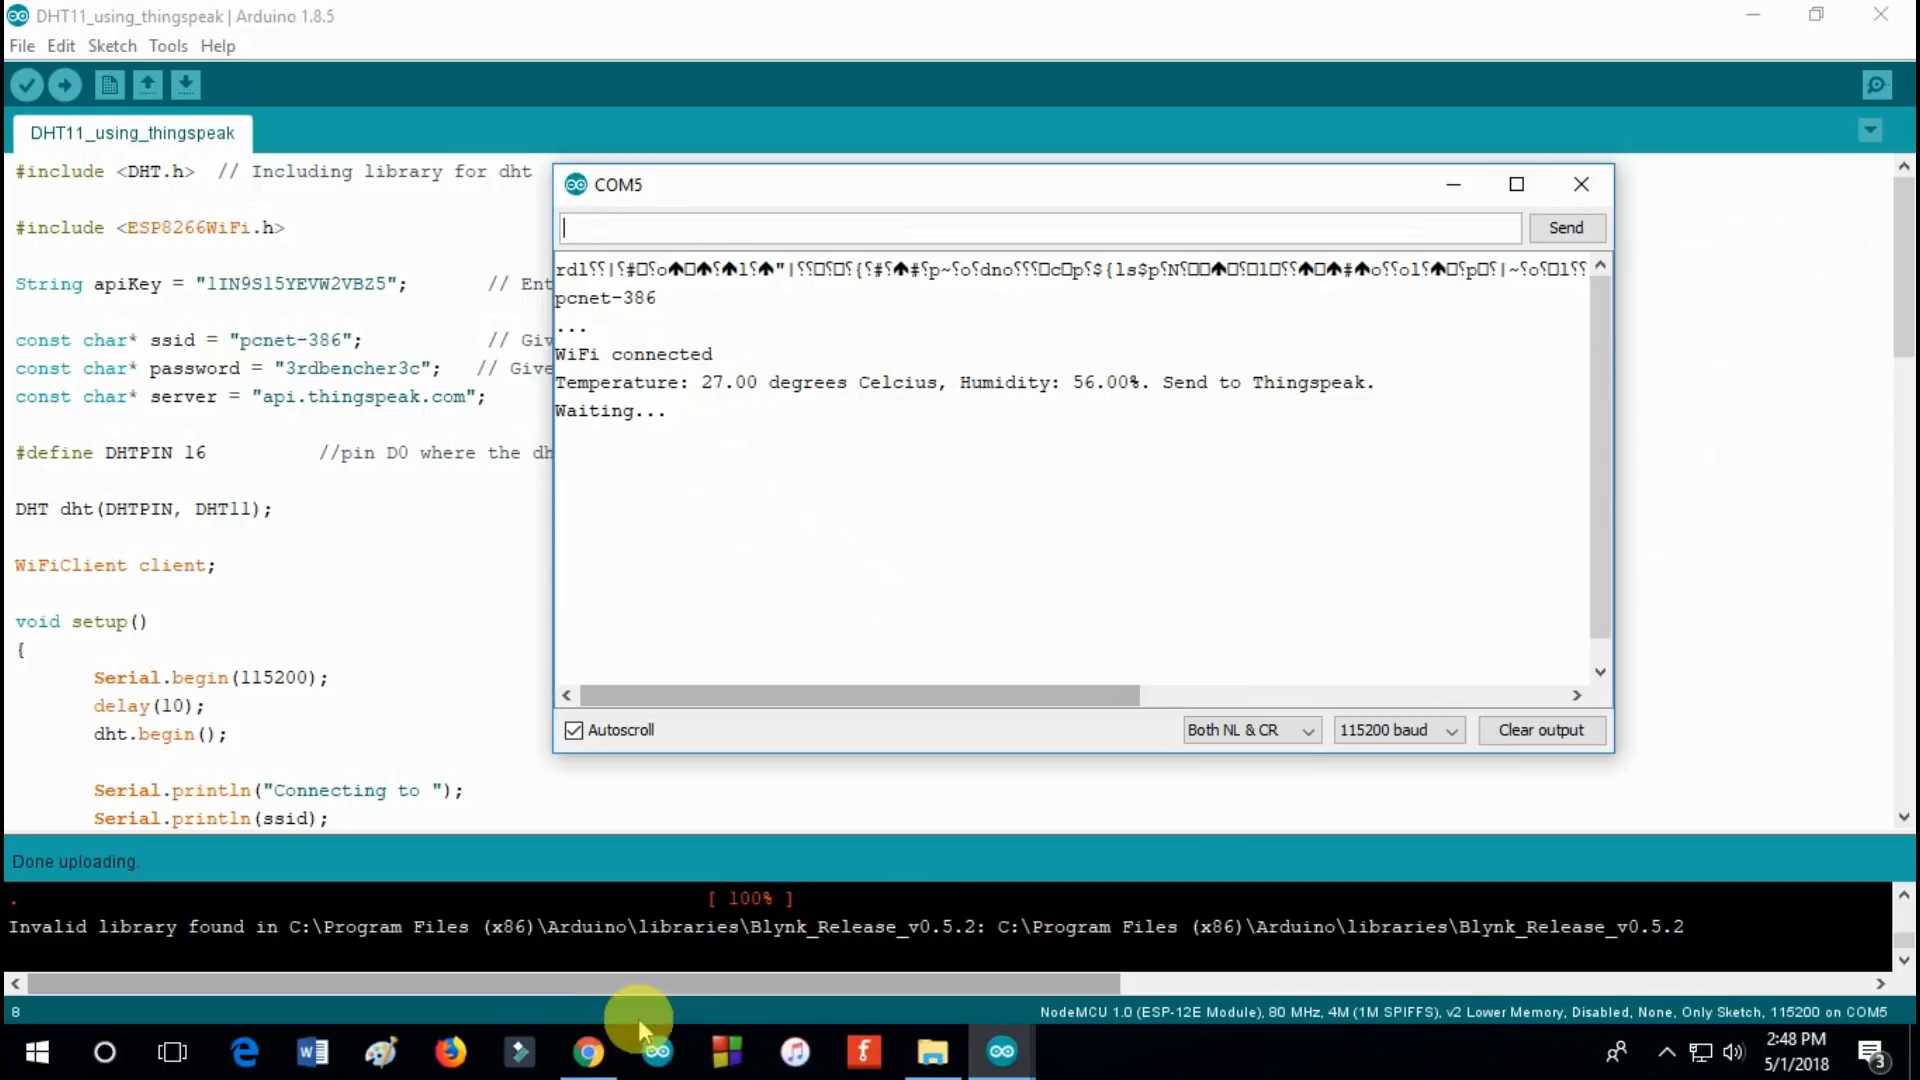 DHT11_using_thingspeak | Arduino 1.8.5
File Edit Sketch Tools Help
DHT11_using_thingspeak
#include <DHT.h>  // Including library for dht
#include <ESP8266WiFi.h>
String apiKey = "lIN9Sl5YEVW2VBZ5";       // Ent
const char* ssid = "pcnet-386";           // Giv
const char* password = "3rdbencher3c";   // Give
const char* server = "api.thingspeak.com";
#define DHTPIN 16          //pin D0 where the dh
DHT dht(DHTPIN, DHT11);
WiFiClient client;
void setup()
{
Serial.begin(115200);
delay(10);
dht.begin();
Serial.println("Connecting to ");
Serial.println(ssid);
COM5
Send
pcnet-386
...
WiFi connected
Temperature: 27.00 degrees Celcius, Humidity: 56.00%. Send to Thingspeak.
Waiting...
Autoscroll
Both NL & CR
115200 baud
Clear output
Done uploading.
. [ 100% ]
Invalid library found in C:\Program Files (x86)\Arduino\libraries\Blynk_Release_v0.5.2: C:\Program Files (x86)\Arduino\libraries\Blynk_Release_v0.5.2
8
NodeMCU 1.0 (ESP-12E Module), 80 MHz, 4M (1M SPIFFS), v2 Lower Memory, Disabled, None, Only Sketch, 115200 on COM5
2:48 PM
5/1/2018
3